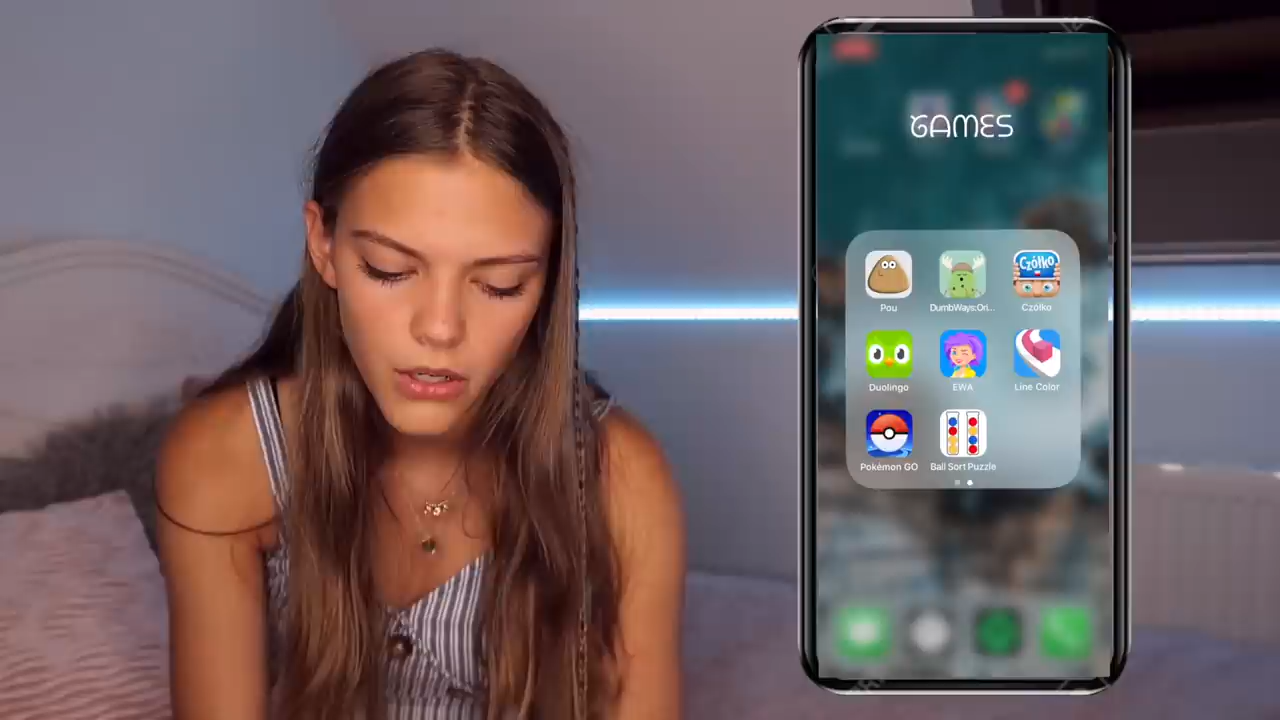 GAMES
Pou
DumbWays:Ori...
Czółko
Czółko
Duolingo
EWA
Line Color
Pokémon GO
Ball Sort Puzzle